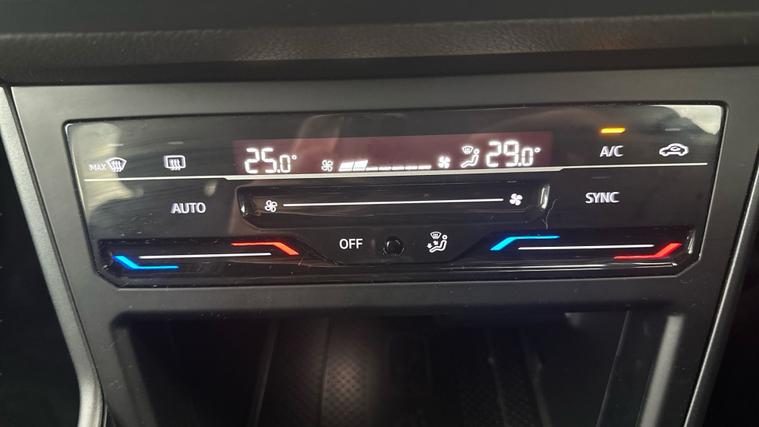 MAX 25.0° 29.0° A/C
AUTO SYNC
OFF